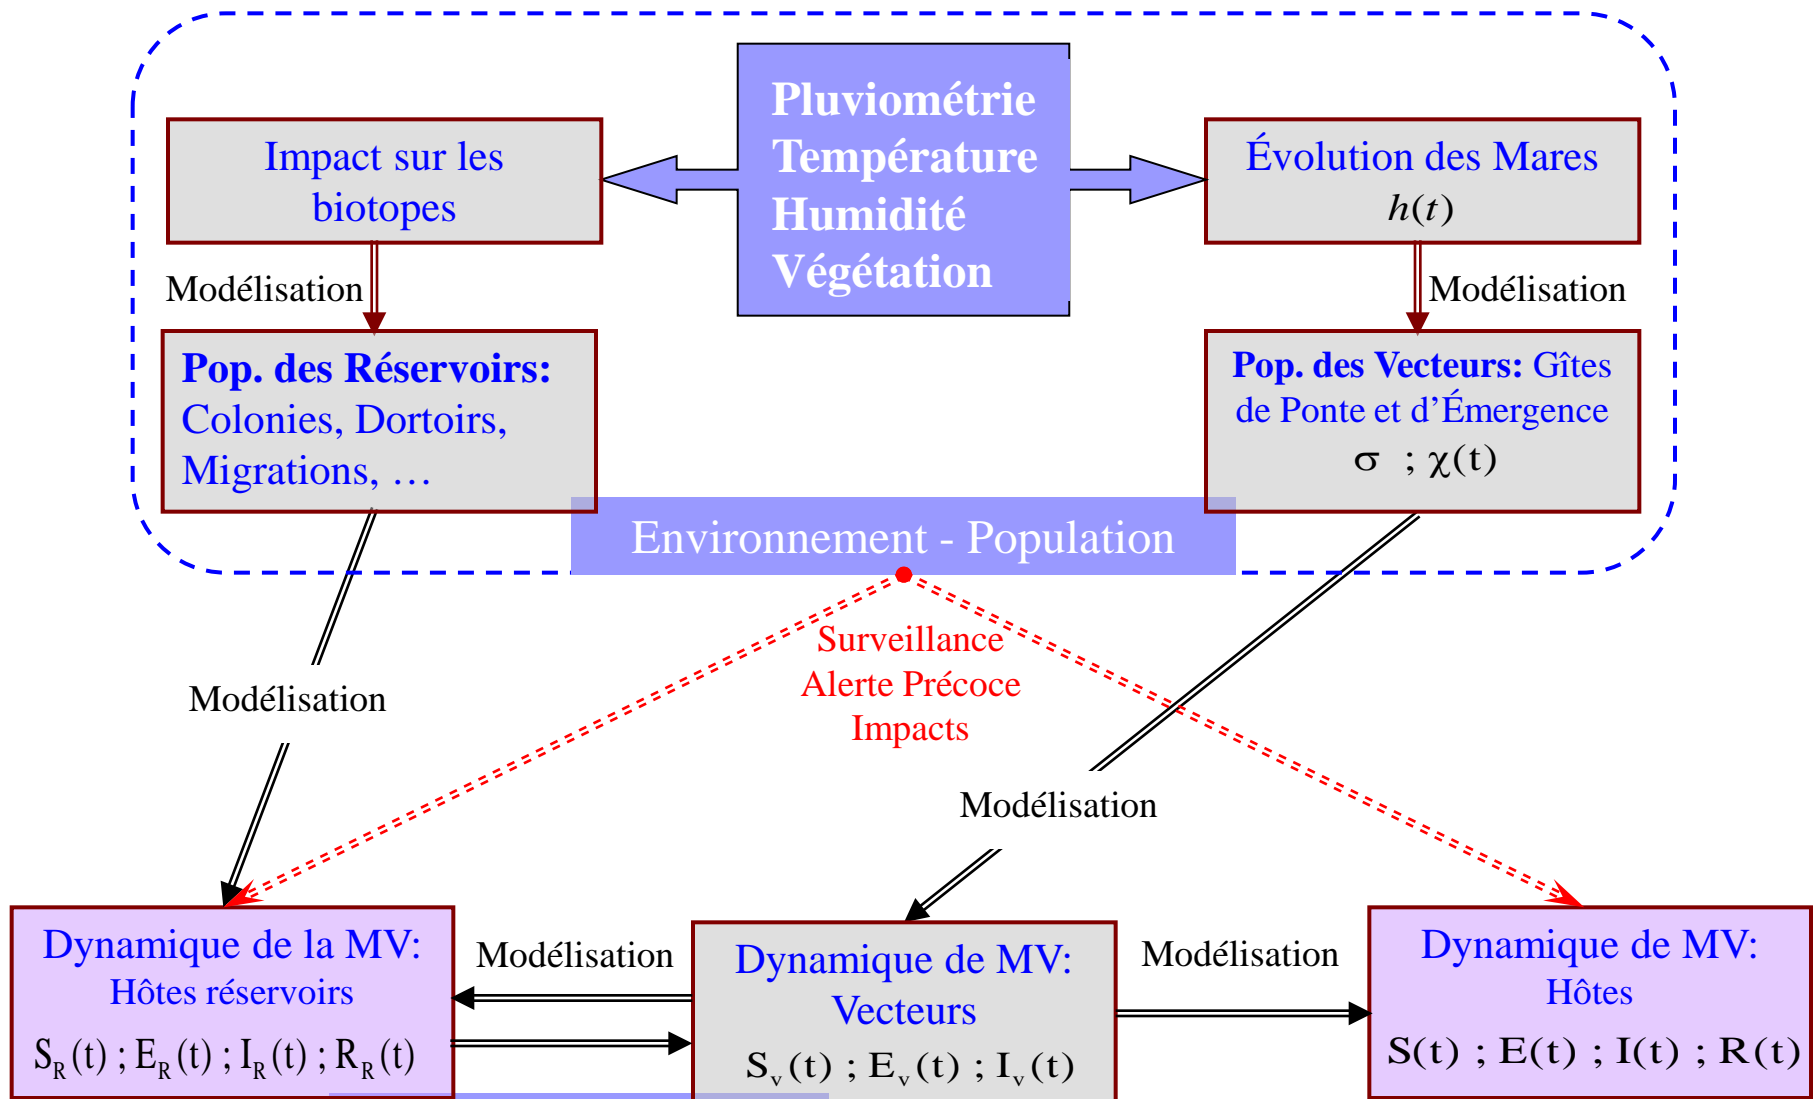 Pluviométrie
Température
Humidité
Végétation
Impact sur les
biotopes
Évolution des Mares
h(t)
Modélisation
Modélisation
Pop. des Réservoirs:
Colonies, Dortoirs,
Migrations, …
Pop. des Vecteurs: Gîtes
de Ponte et d’Émergence
σ ; χ(t)
Environnement - Population
Surveillance
Alerte Précoce
Impacts
Modélisation
Modélisation
Dynamique de la MV:
Hôtes réservoirs
S_R(t) ; E_R(t) ; I_R(t) ; R_R(t)
Modélisation
Dynamique de MV:
Vecteurs
S_v(t) ; E_v(t) ; I_v(t)
Modélisation
Dynamique de MV:
Hôtes
S(t) ; E(t) ; I(t) ; R(t)